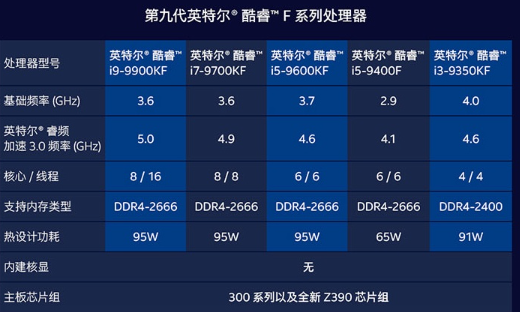 第九代英特尔® 酷睿™ F 系列处理器
处理器型号 英特尔® 酷睿™ i9-9900KF 英特尔® 酷睿™ i7-9700KF 英特尔® 酷睿™ i5-9600KF 英特尔® 酷睿™ i5-9400F 英特尔® 酷睿™ i3-9350KF
基础频率 (GHz) 3.6 3.6 3.7 2.9 4.0
英特尔® 睿频
加速 3.0 频率 (GHz) 5.0 4.9 4.6 4.1 4.6
核心 / 线程 8 / 16 8 / 8 6 / 6 6 / 6 4 / 4
支持内存类型 DDR4-2666 DDR4-2666 DDR4-2666 DDR4-2666 DDR4-2400
热设计功耗 95W 95W 95W 65W 91W
内建核显 无
主板芯片组 300 系列以及全新 Z390 芯片组